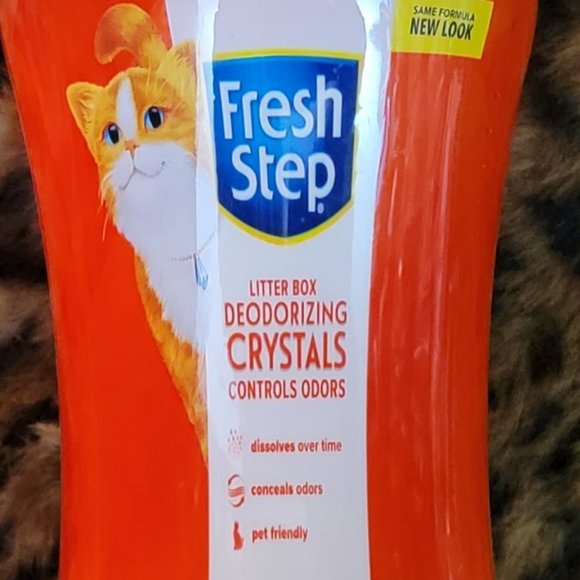 SAME FORMULA
NEW LOOK
Fresh
Step
LITTER BOX
DEODORIZING
CRYSTALS
CONTROLS ODORS
dissolves over time
conceals odors
pet friendly